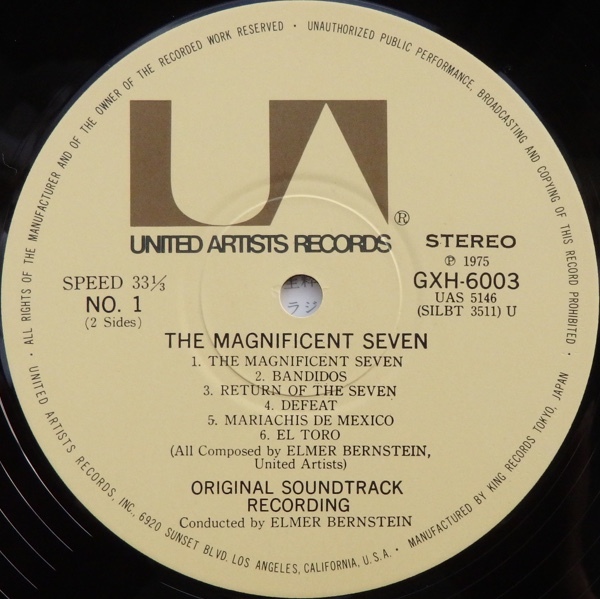 · ALL RIGHTS OF THE MANUFACTURER AND OF THE OWNER OF THE RECORDED WORK RESERVED · UNAUTHORIZED PUBLIC PERFORMANCE, BROADCASTING AND COPYING OF THIS RECORD PROHIBITED ·
UA®
UNITED ARTISTS RECORDS
STEREO
℗ 1975
SPEED 33⅓
GXH-6003
NO. 1
UAS 5146
(2 Sides)
(SILBT 3511) U
THE MAGNIFICENT SEVEN
1. THE MAGNIFICENT SEVEN
2. BANDIDOS
3. RETURN OF THE SEVEN
4. DEFEAT
5. MARIACHIS DE MEXICO
6. EL TORO
(All Composed by ELMER BERNSTEIN,
United Artists)
ORIGINAL SOUNDTRACK
RECORDING
Conducted by ELMER BERNSTEIN
UNITED ARTISTS RECORDS, INC., 6920 SUNSET BLVD. LOS ANGELES, CALIFORNIA, U.S.A. · MANUFACTURED BY KING RECORDS TOKYO, JAPAN